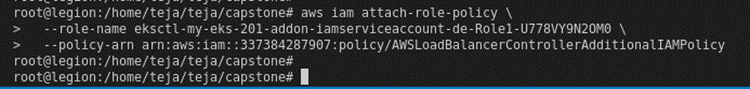 root@legion:/home/teja/teja/capstone# aws iam attach-role-policy \
>   --role-name eksctl-my-eks-201-addon-iamserviceaccount-de-Role1-U778VY9N2OM0 \
>   --policy-arn arn:aws:iam::337384287907:policy/AWSLoadBalancerControllerAdditionalIAMPolicy
root@legion:/home/teja/teja/capstone#
root@legion:/home/teja/teja/capstone#